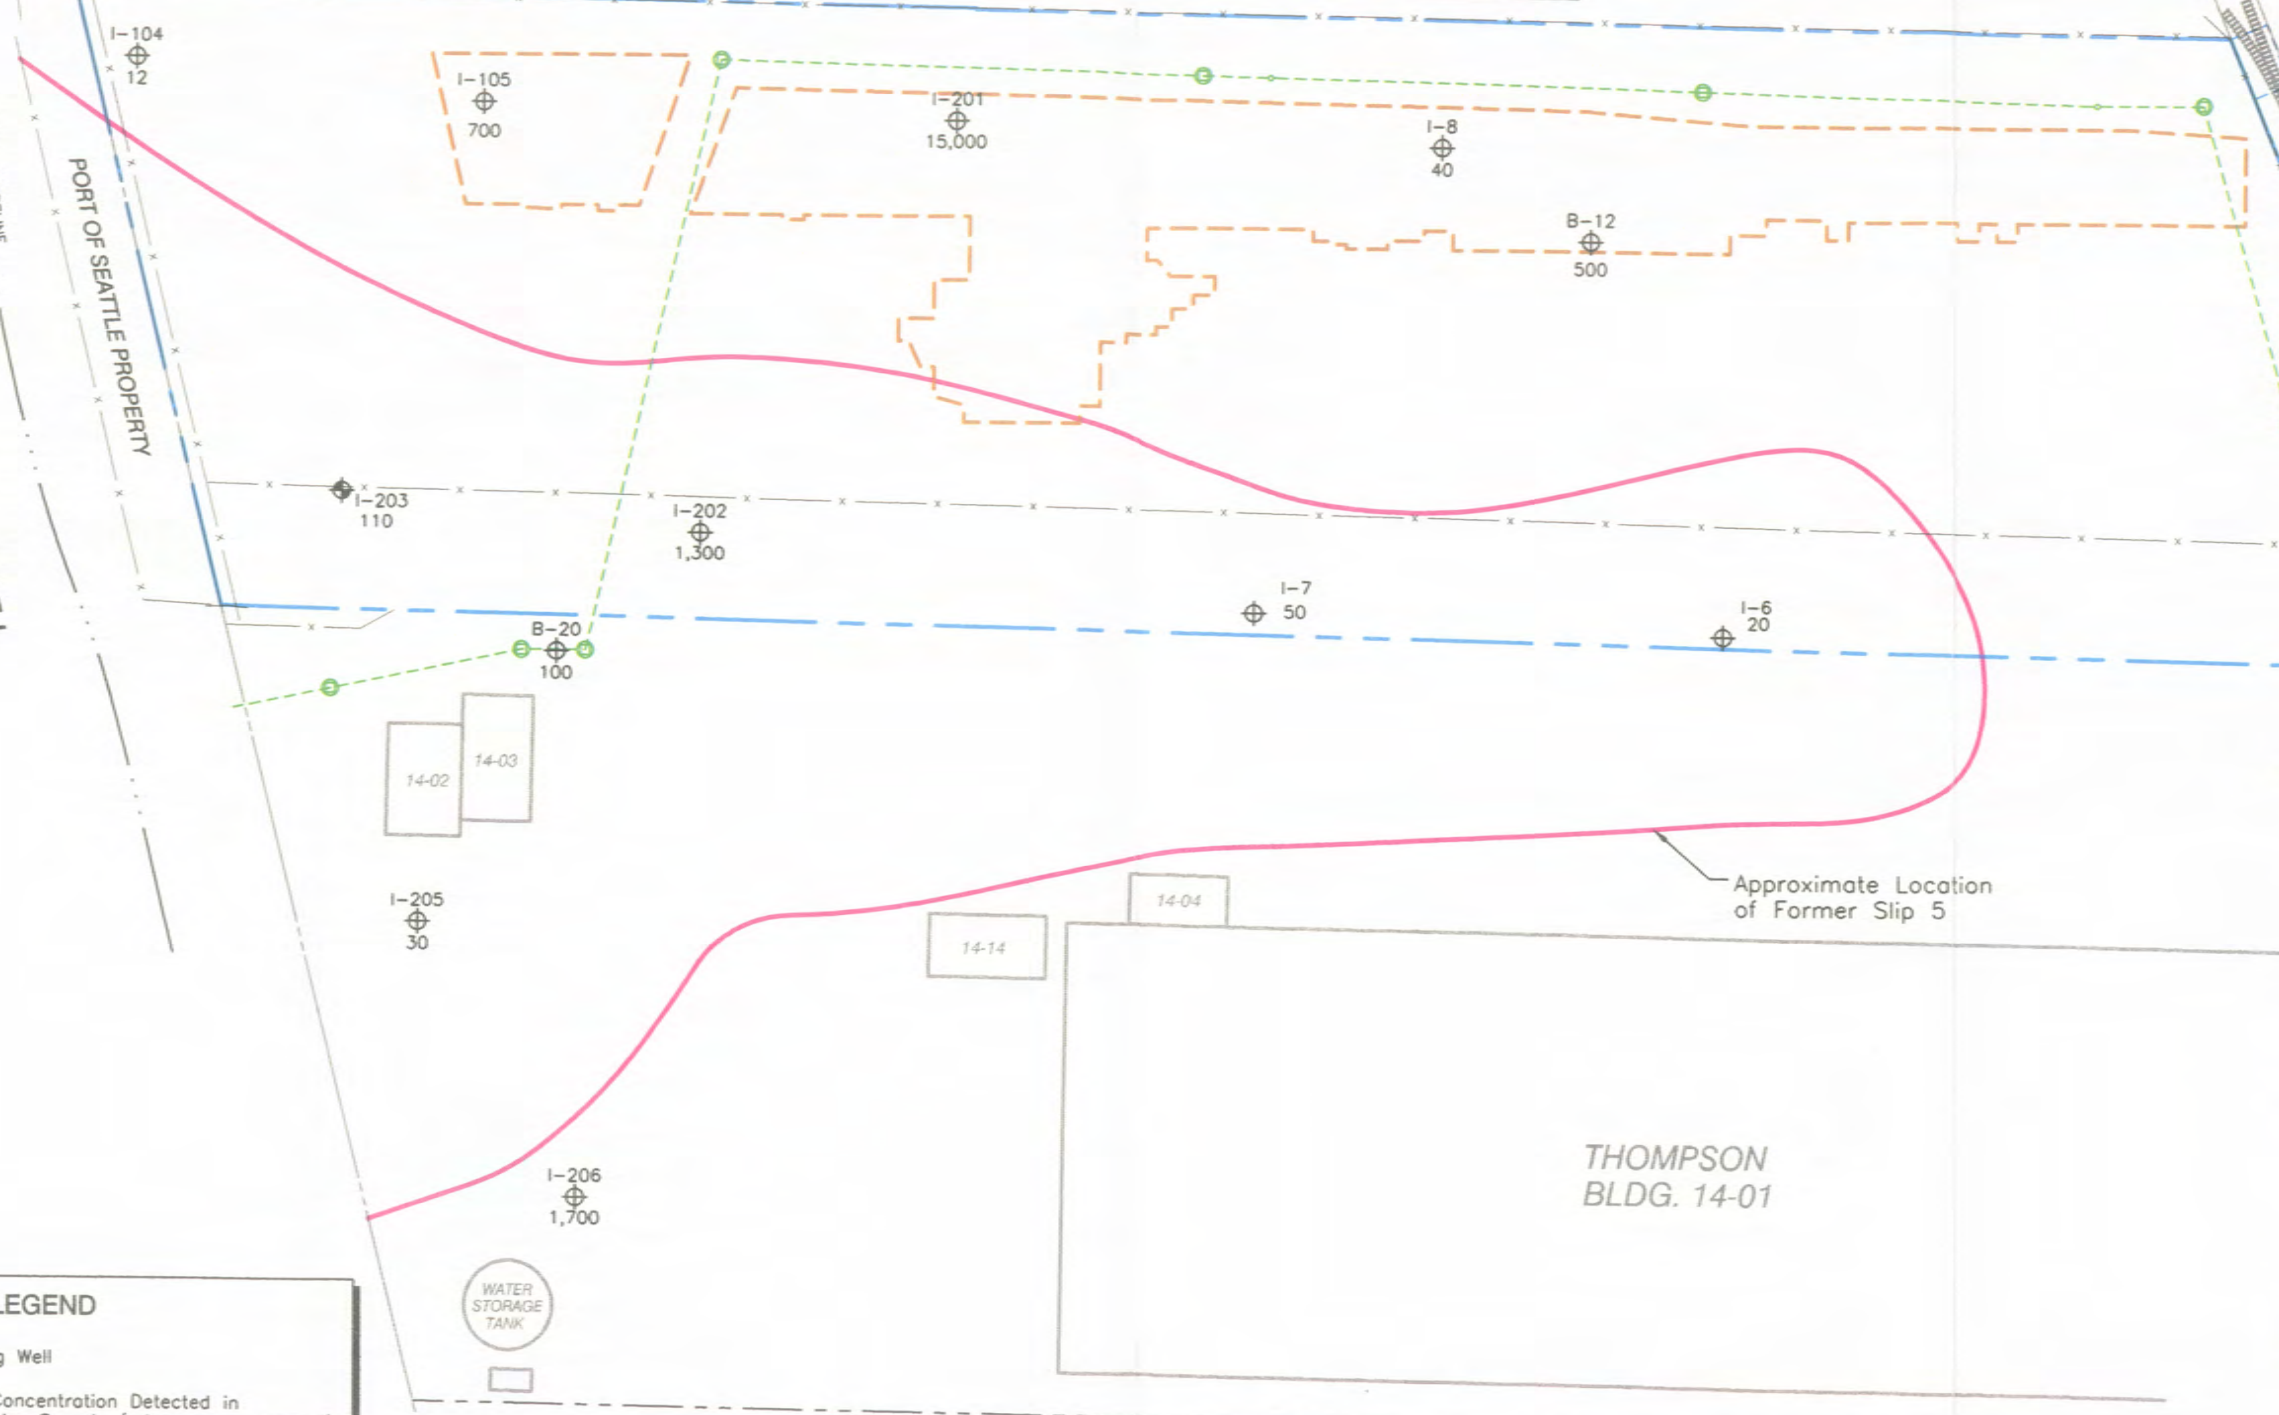 I-104
12
I-105
700
I-201
15,000
I-8
40
B-12
500
PORT OF SEATTLE PROPERTY
I-203
110
I-202
1,300
I-7
50
I-6
20
B-20
100
14-02
14-03
I-205
30
14-04
14-14
Approximate Location
of Former Slip 5
THOMPSON
BLDG. 14-01
I-206
1,700
WATER
STORAGE
TANK
LEGEND
g Well
Concentration Detected in